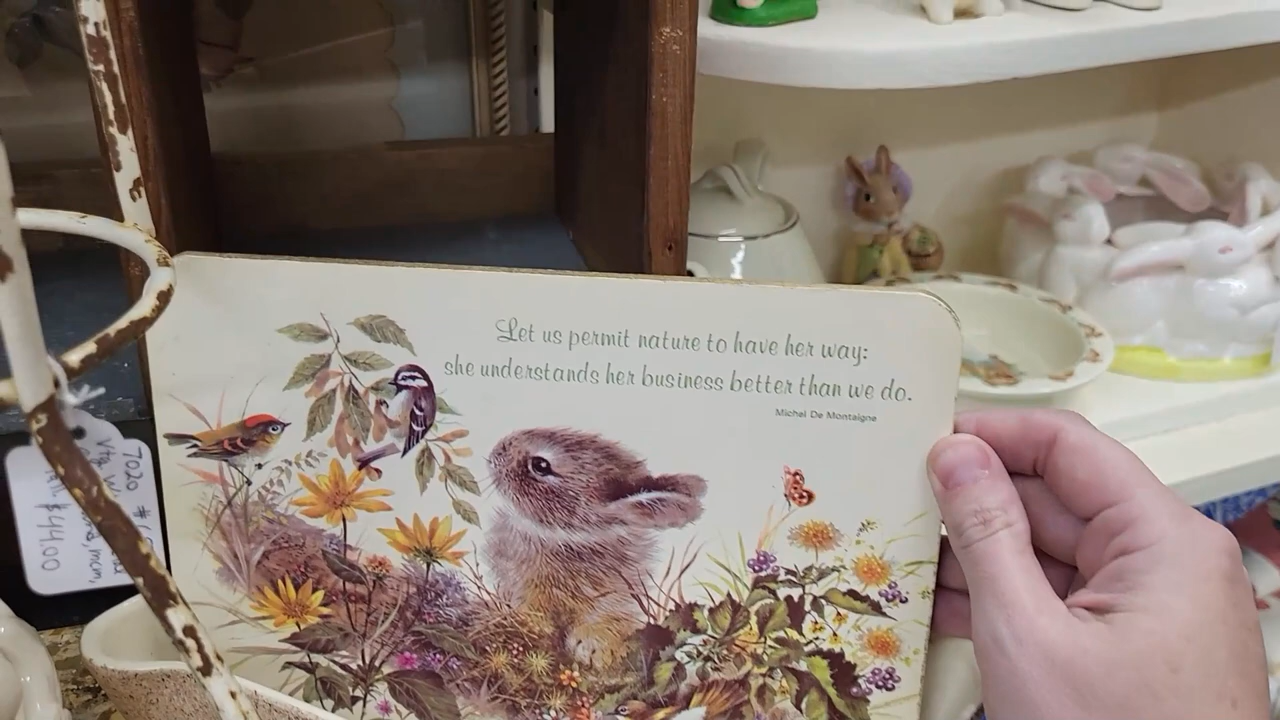 Let us permit nature to have her way:
she understands her business better than we do.
Michel De Montaigne
7020
Vtg
$44.00